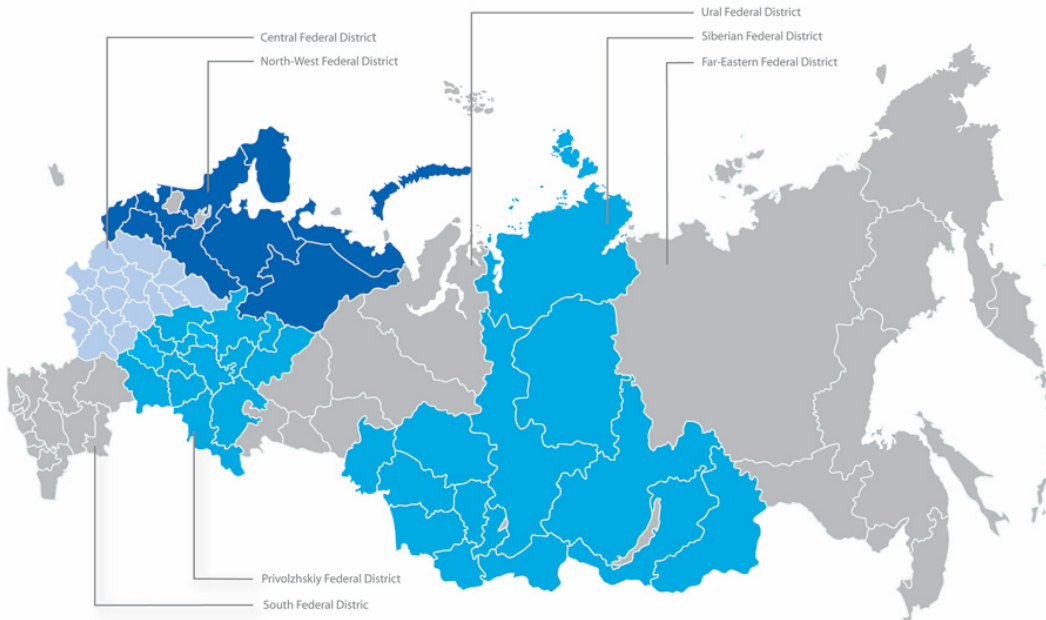 Central Federal District
North-West Federal District
Ural Federal District
Siberian Federal District
Far-Eastern Federal District
Privolzhskiy Federal District
South Federal Distric